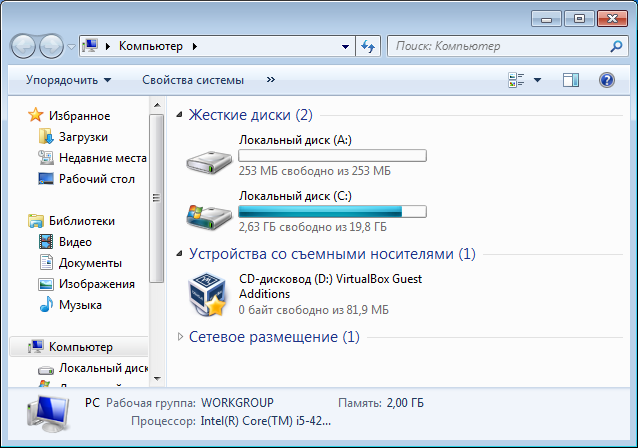 Компьютер
Поиск: Компьютер
Упорядочить
Свойства системы
»
Избранное
Загрузки
Недавние места
Рабочий стол
Библиотеки
Видео
Документы
Изображения
Музыка
Компьютер
Локальный диск
Жесткие диски (2)
Локальный диск (A:)
253 МБ свободно из 253 МБ
Локальный диск (C:)
2,63 ГБ свободно из 19,8 ГБ
Устройства со съемными носителями (1)
CD-дисковод (D:) VirtualBox Guest
Additions
0 байт свободно из 81,9 МБ
Сетевое размещение (1)
PC Рабочая группа: WORKGROUP Память: 2,00 ГБ
Процессор: Intel(R) Core(TM) i5-42...